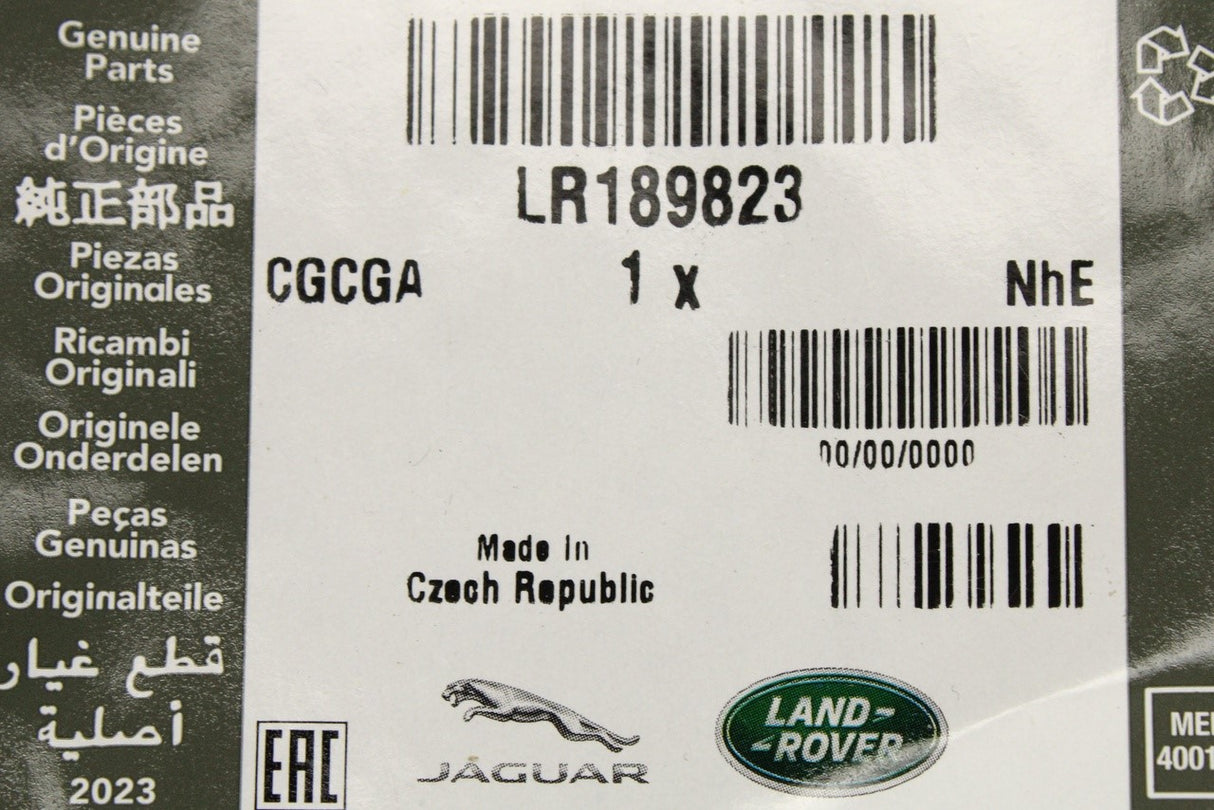 Genuine
Parts
Pièces
d'Origine
純正部品
Piezas
Originales
Ricambi
Originali
Originele
Onderdelen
Peças
Genuinas
Originalteile
قطع غيار
أصلية
2023
LR189823
CGCGA 1 x NhE
00/00/0000
Made In
Czech Republic
EAC
JAGUAR
LAND-
-ROVER
4001